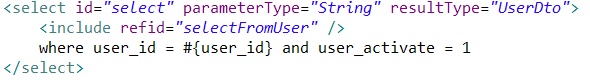 <select id="select" parameterType="String" resultType="UserDto">
<include refid="selectFromUser" />
where user_id = #{user_id} and user_activate = 1
</select>